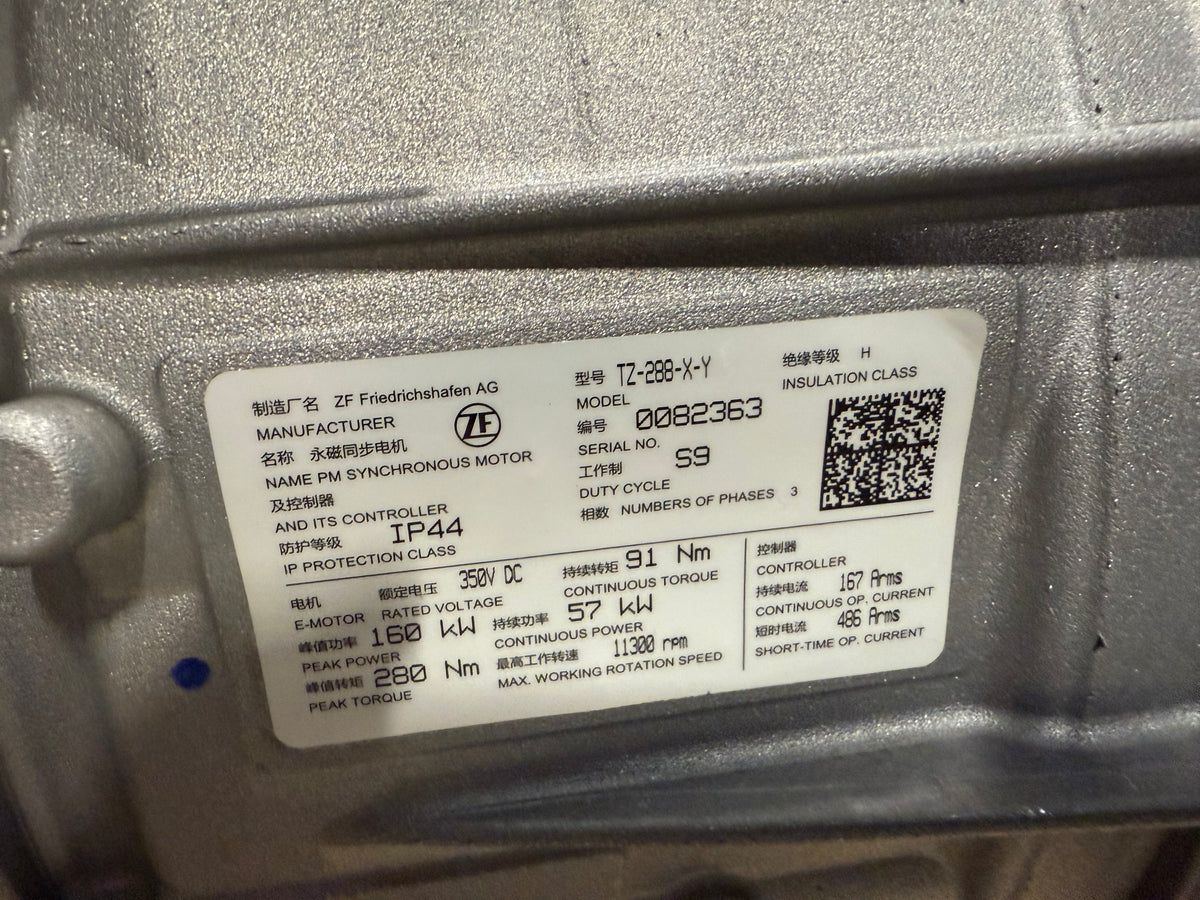 制造厂名 ZF Friedrichshafen AG
MANUFACTURER
ZF
名称 永磁同步电机
NAME PM SYNCHRONOUS MOTOR
及控制器
AND ITS CONTROLLER
防护等级 IP44
IP PROTECTION CLASS
型号 TZ-288-X-Y
MODEL
编号 0082363
SERIAL NO.
工作制 S9
DUTY CYCLE
相数 NUMBERS OF PHASES 3
绝缘等级 H
INSULATION CLASS
电机 额定电压 350V DC
E-MOTOR RATED VOLTAGE
峰值功率 160 kW
PEAK POWER
峰值转矩 280 Nm
PEAK TORQUE
持续转矩 91 Nm
CONTINUOUS TORQUE
持续功率 57 kW
CONTINUOUS POWER
最高工作转速 11300 rpm
MAX. WORKING ROTATION SPEED
控制器
CONTROLLER
持续电流 167 Arms
CONTINUOUS OP. CURRENT
短时电流 486 Arms
SHORT-TIME OP. CURRENT